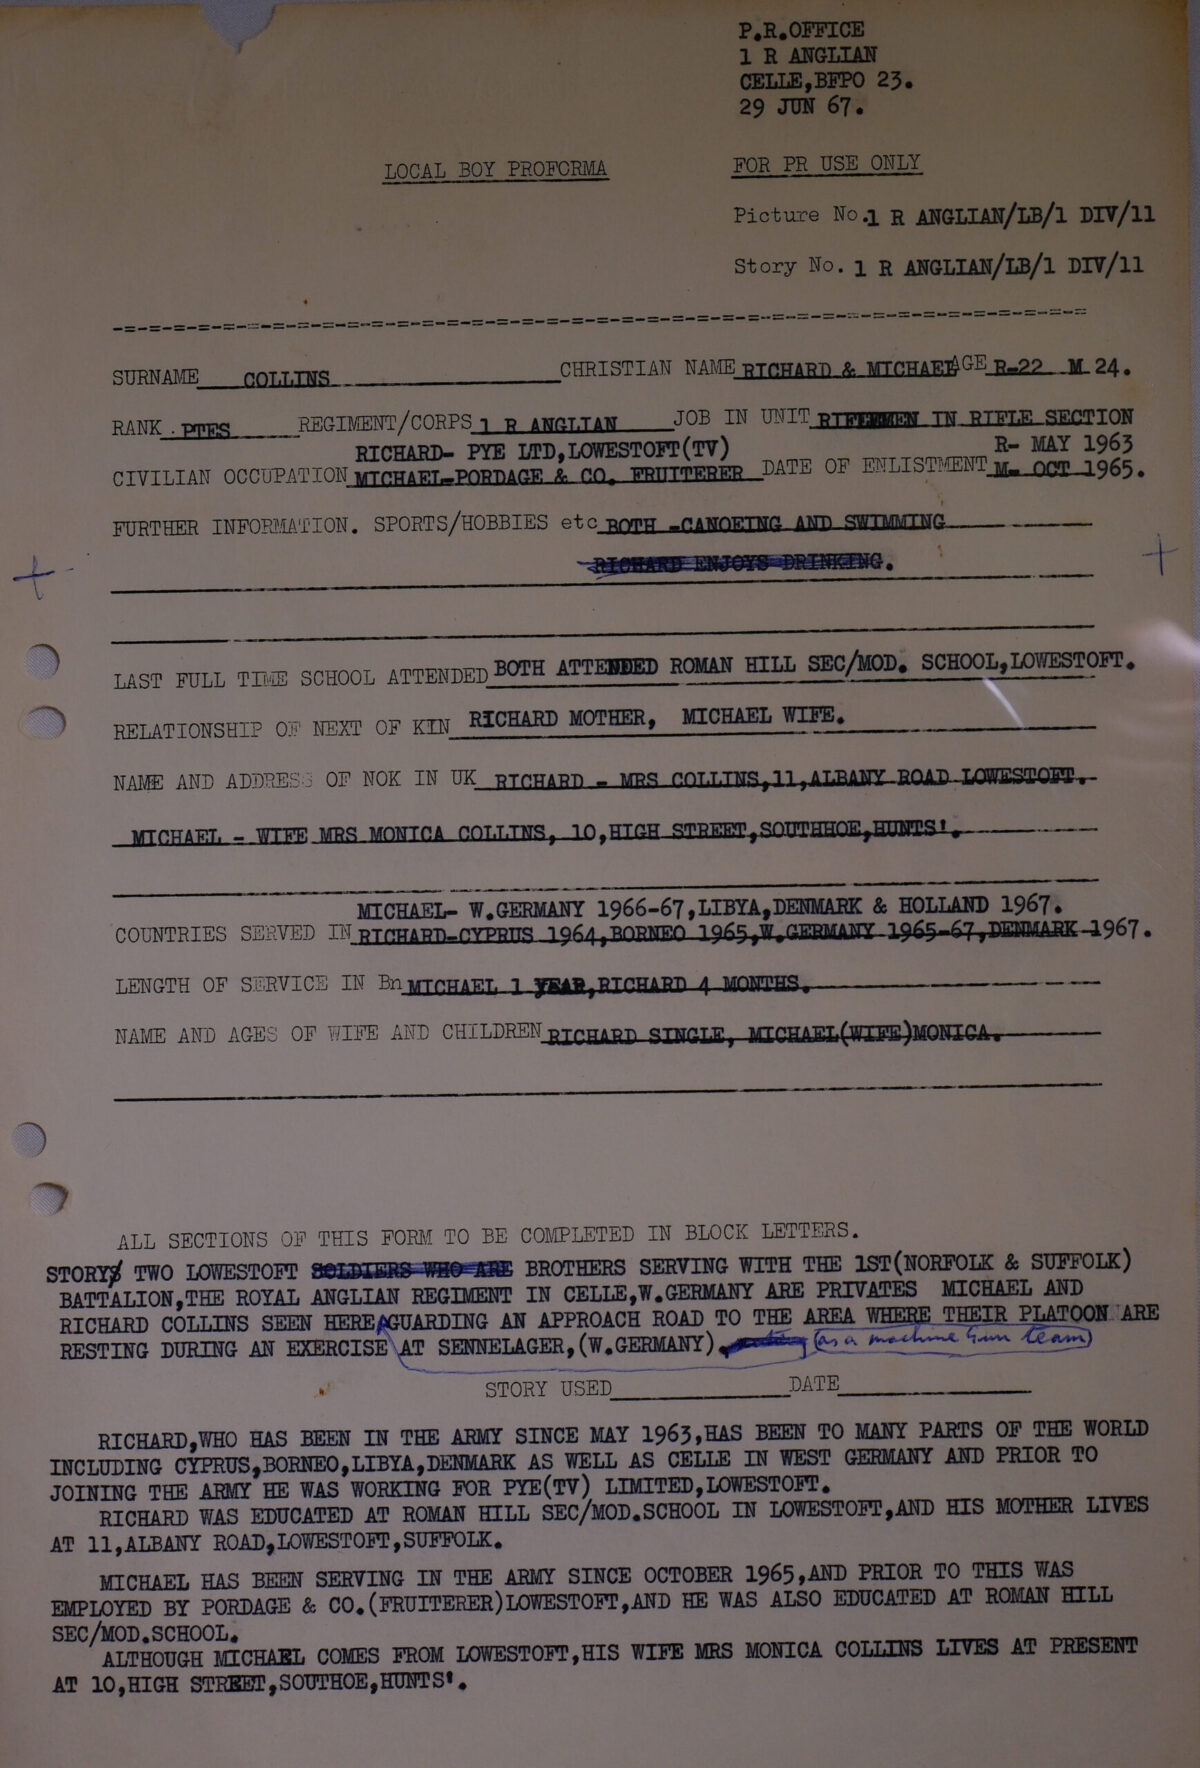 P.R.OFFICE
1 R ANGLIAN
CELLE,BFPO 23.
29 JUN 67.
LOCAL BOY PROFORMA
FOR PR USE ONLY
Picture No.1 R ANGLIAN/LB/1 DIV/11
Story No. 1 R ANGLIAN/LB/1 DIV/11
SURNAME COLLINS CHRISTIAN NAME RICHARD & MICHAEL AGE R-22 M 24.
RANK . PTES REGIMENT/CORPS 1 R ANGLIAN JOB IN UNIT RIFLEMEN IN RIFLE SECTION
RICHARD- PYE LTD,LOWESTOFT(TV) R- MAY 1963
CIVILIAN OCCUPATION MICHAEL-PORDAGE & CO. FRUITERER DATE OF ENLISTMENT M- OCT 1965.
FURTHER INFORMATION. SPORTS/HOBBIES etc BOTH -CANOEING AND SWIMMING
RICHARD ENJOYS DRINKING.
LAST FULL TIME SCHOOL ATTENDED BOTH ATTENDED ROMAN HILL SEC/MOD. SCHOOL,LOWESTOFT.
RELATIONSHIP OF NEXT OF KIN RICHARD MOTHER, MICHAEL WIFE.
NAME AND ADDRESS OF NOK IN UK RICHARD - MRS COLLINS,11,ALBANY ROAD LOWESTOFT.
MICHAEL - WIFE MRS MONICA COLLINS, 10,HIGH STREET,SOUTHHOE,HUNTS'.
MICHAEL- W.GERMANY 1966-67,LIBYA,DENMARK & HOLLAND 1967.
COUNTRIES SERVED IN RICHARD-CYPRUS 1964,BORNEO 1965,W.GERMANY 1965-67,DENMARK 1967.
LENGTH OF SERVICE IN Bn MICHAEL 1 YEAR,RICHARD 4 MONTHS.
NAME AND AGES OF WIFE AND CHILDREN RICHARD SINGLE, MICHAEL(WIFE)MONICA.
ALL SECTIONS OF THIS FORM TO BE COMPLETED IN BLOCK LETTERS.
STORY TWO LOWESTOFT SOLDIERS WHO ARE BROTHERS SERVING WITH THE 1ST(NORFOLK & SUFFOLK)
BATTALION,THE ROYAL ANGLIAN REGIMENT IN CELLE,W.GERMANY ARE PRIVATES MICHAEL AND
RICHARD COLLINS SEEN HERE GUARDING AN APPROACH ROAD TO THE AREA WHERE THEIR PLATOON ARE
RESTING DURING AN EXERCISE AT SENNELAGER,(W.GERMANY). (as a machine Gun team)
STORY USED DATE
RICHARD,WHO HAS BEEN IN THE ARMY SINCE MAY 1963,HAS BEEN TO MANY PARTS OF THE WORLD
INCLUDING CYPRUS,BORNEO,LIBYA,DENMARK AS WELL AS CELLE IN WEST GERMANY AND PRIOR TO
JOINING THE ARMY HE WAS WORKING FOR PYE(TV) LIMITED,LOWESTOFT.
RICHARD WAS EDUCATED AT ROMAN HILL SEC/MOD.SCHOOL IN LOWESTOFT,AND HIS MOTHER LIVES
AT 11,ALBANY ROAD,LOWESTOFT,SUFFOLK.
MICHAEL HAS BEEN SERVING IN THE ARMY SINCE OCTOBER 1965,AND PRIOR TO THIS WAS
EMPLOYED BY PORDAGE & CO.(FRUITERER)LOWESTOFT,AND HE WAS ALSO EDUCATED AT ROMAN HILL
SEC/MOD.SCHOOL.
ALTHOUGH MICHAEL COMES FROM LOWESTOFT,HIS WIFE MRS MONICA COLLINS LIVES AT PRESENT
AT 10,HIGH STREET,SOUTHOE,HUNTS'.